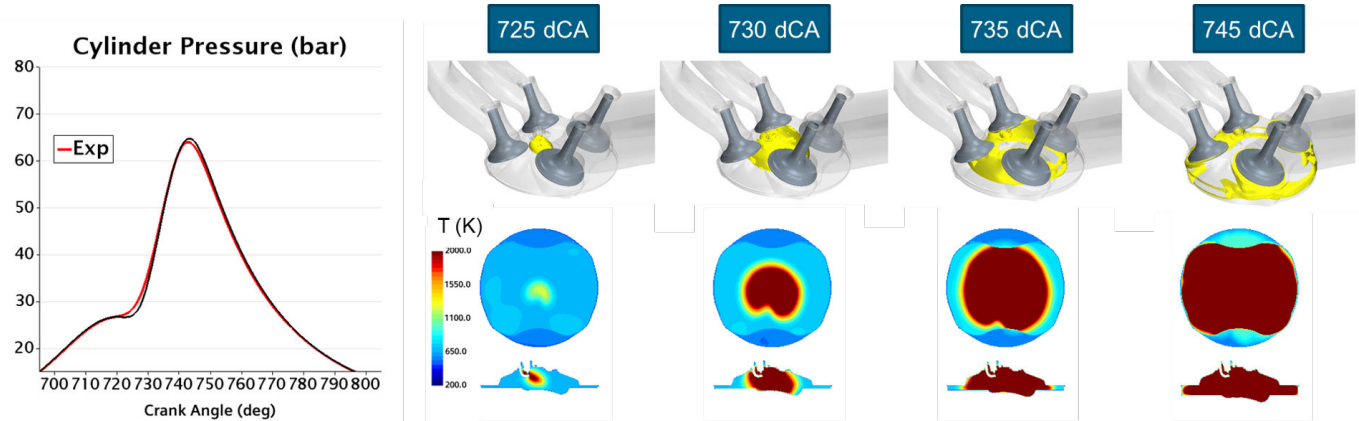 Cylinder Pressure (bar)
80
70
60
50
40
30
20
Exp
700 710 720 730 740 750 760 770 780 790 800
Crank Angle (deg)
725 dCA
730 dCA
735 dCA
745 dCA
T (K)
2000.0
1550.0
1100.0
650.0
200.0